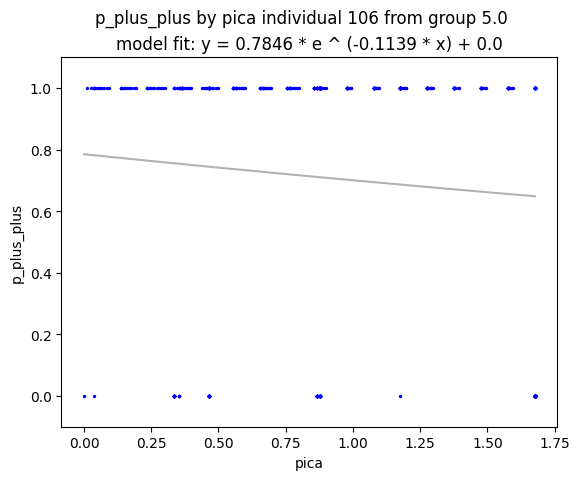 p_plus_plus by pica individual 106 from group 5.0
model fit: y = 0.7846 * e ^ (-0.1139 * x) + 0.0
1.0
0.8
0.6
0.4
0.2
0.0
p_plus_plus
0.00 0.25 0.50 0.75 1.00 1.25 1.50 1.75
pica